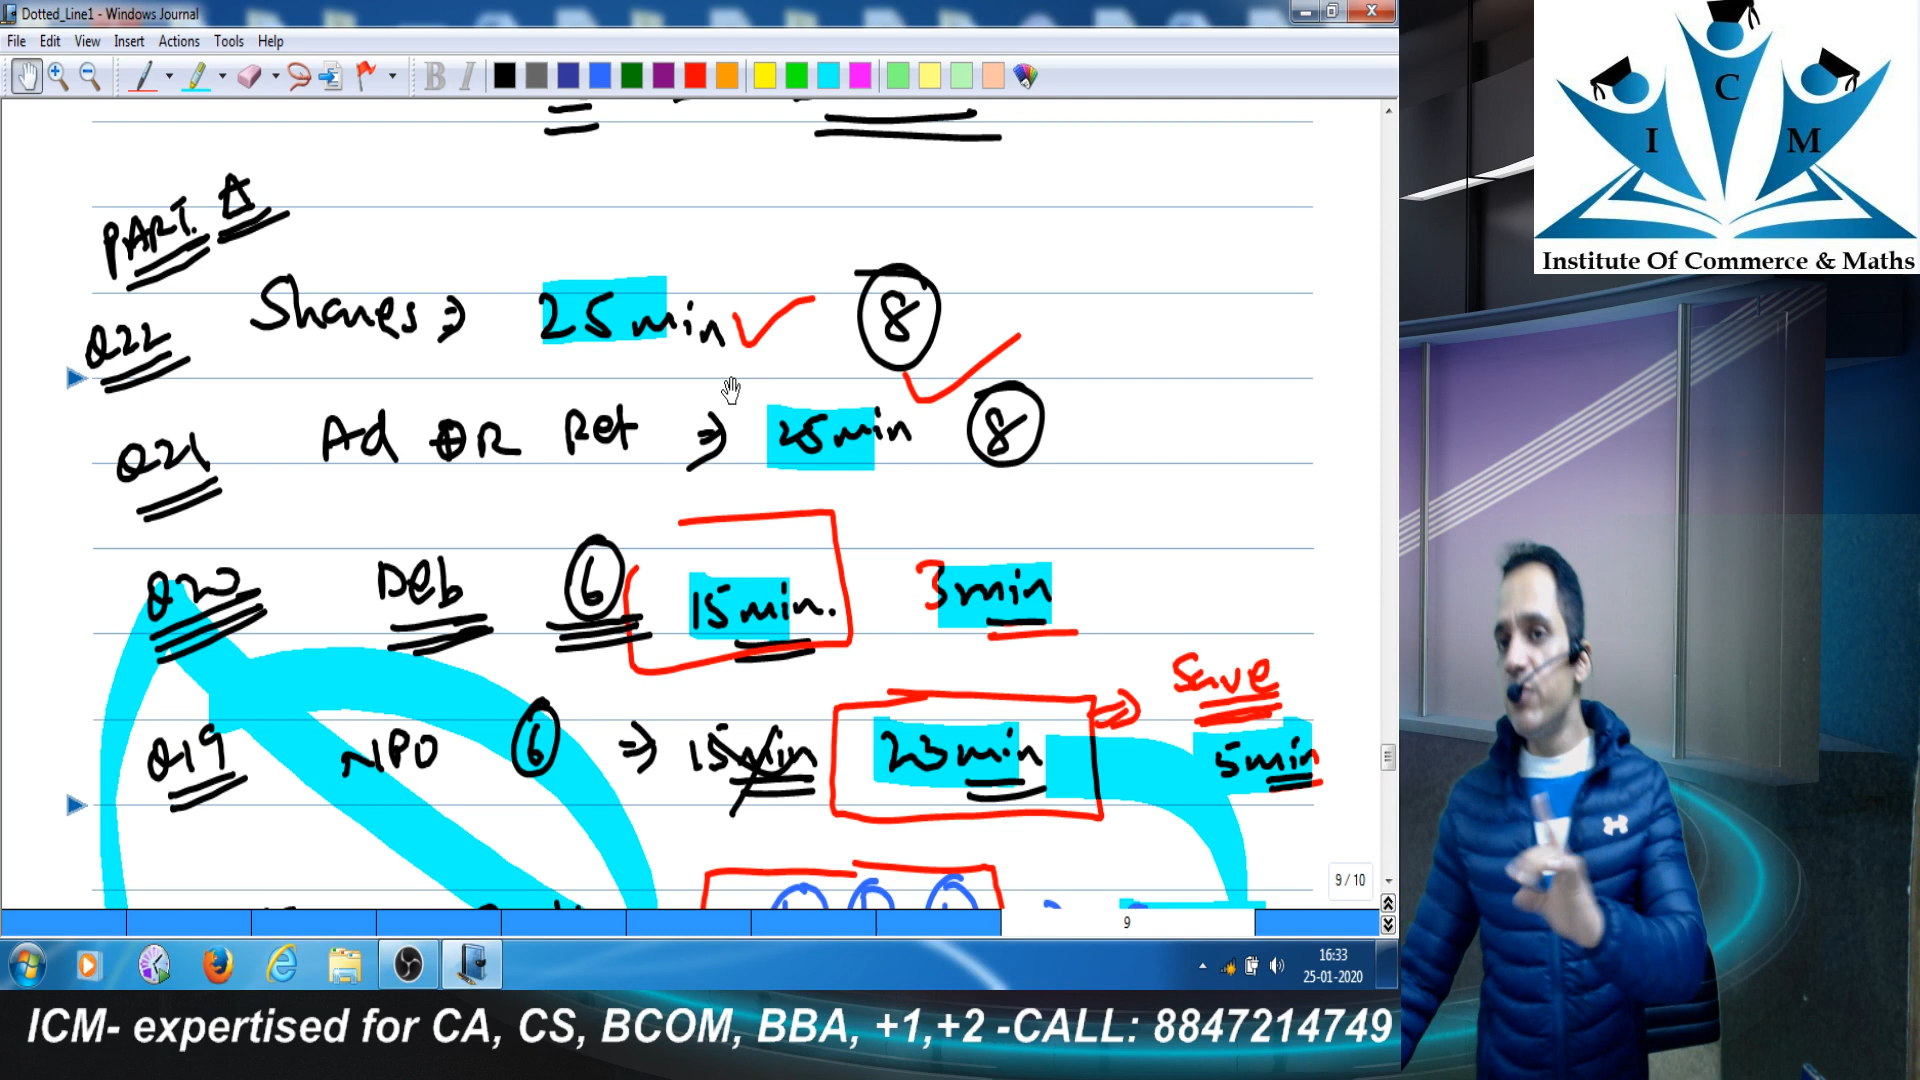 Dotted_Line1 - Windows Journal
File Edit View Insert Actions Tools Help
B I
PART. A
Q22 Shares ⇒ 25 min ✓ 8
Q21 Ad OR Ret ⇒ 25 min 8
Q20 Deb 6 15 min. 3 min
Save
Q19 NPO 6 ⇒ 15 min 23 min ⇒ 5 min
9 / 10
9
16:33
25-01-2020
I C M
Institute Of Commerce & Maths
ICM- expertised for CA, CS, BCOM, BBA, +1,+2 -CALL: 8847214749